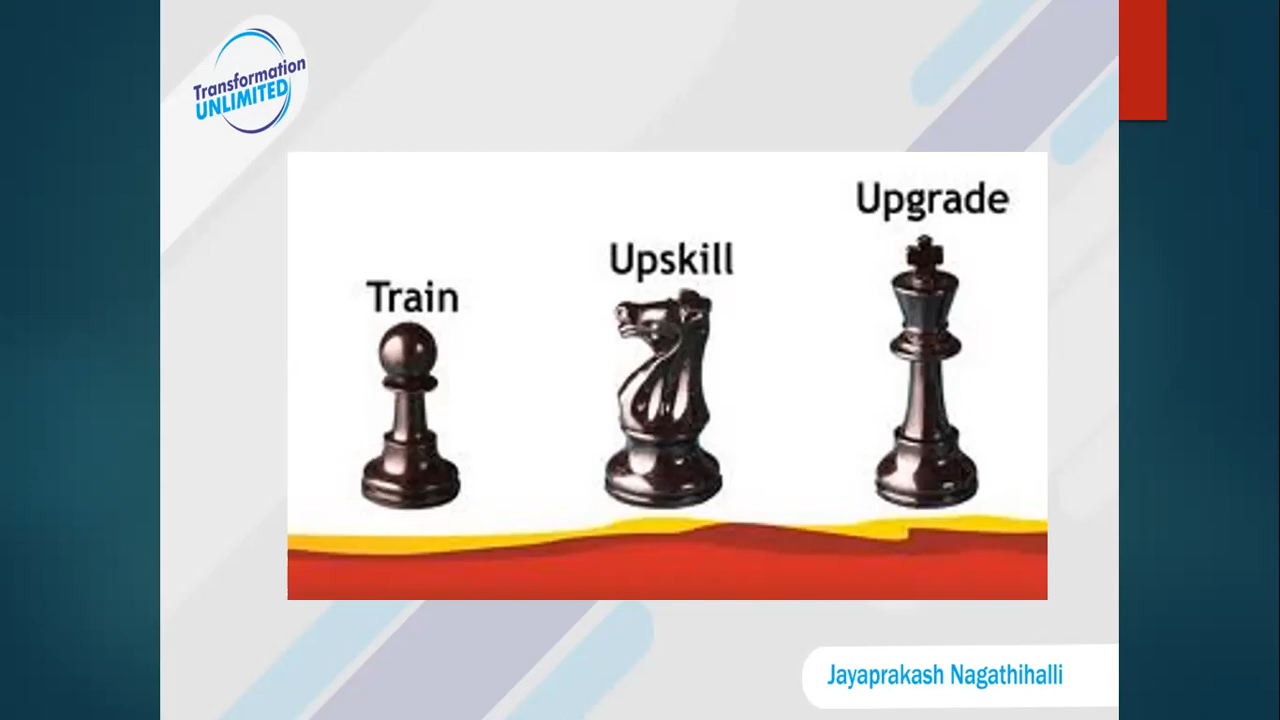 Transformation
UNLIMITED
Train
Upskill
Upgrade
Jayaprakash Nagathihalli